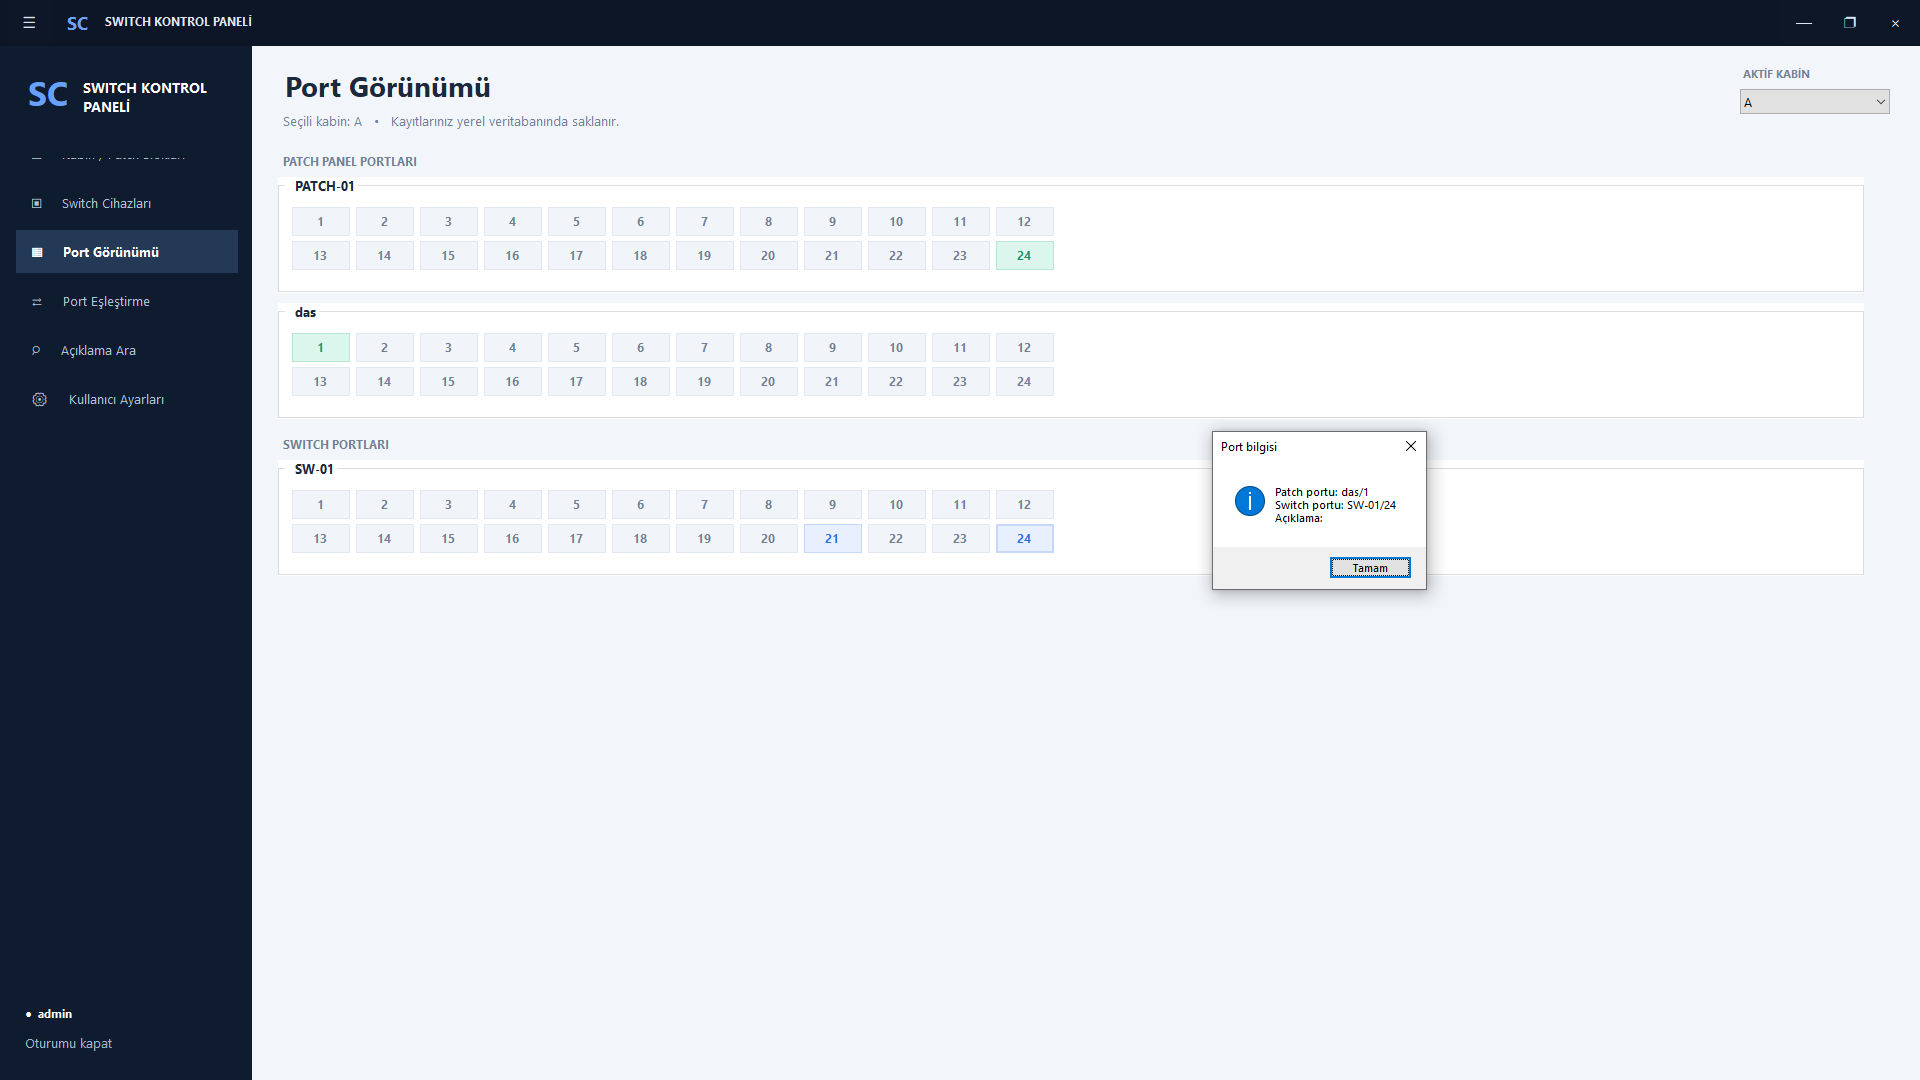 ☰ SC SWITCH KONTROL PANELİ
SC SWITCH KONTROL
PANELİ
Switch Cihazları
Port Görünümü
Port Eşleştirme
Açıklama Ara
Kullanıcı Ayarları
• admin
Oturumu kapat
Port Görünümü
Seçili kabin: A • Kayıtlarınız yerel veritabanında saklanır.
AKTİF KABİN
A
PATCH PANEL PORTLARI
PATCH-01
1 2 3 4 5 6 7 8 9 10 11 12
13 14 15 16 17 18 19 20 21 22 23 24
das
1 2 3 4 5 6 7 8 9 10 11 12
13 14 15 16 17 18 19 20 21 22 23 24
SWITCH PORTLARI
SW-01
1 2 3 4 5 6 7 8 9 10 11 12
13 14 15 16 17 18 19 20 21 22 23 24
Port bilgisi
Patch portu: das/1
Switch portu: SW-01/24
Açıklama:
Tamam